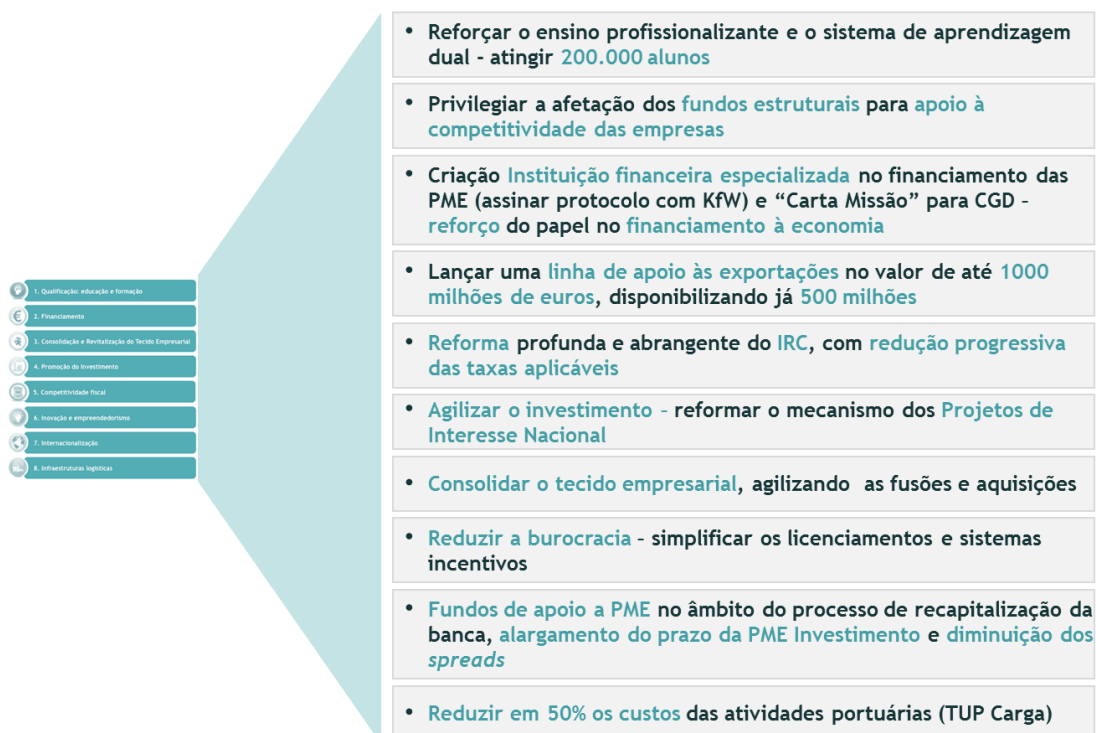 1. Qualificação: educação e formação
2. Financiamento
3. Consolidação e Revitalização do Tecido Empresarial
4. Promoção do Investimento
5. Competitividade fiscal
6. Inovação e empreendedorismo
7. Internacionalização
8. Infraestruturas logísticas
• Reforçar o ensino profissionalizante e o sistema de aprendizagem
dual - atingir 200.000 alunos
• Privilegiar a afetação dos fundos estruturais para apoio à
competitividade das empresas
• Criação Instituição financeira especializada no financiamento das
PME (assinar protocolo com KfW) e “Carta Missão” para CGD –
reforço do papel no financiamento à economia
• Lançar uma linha de apoio às exportações no valor de até 1000
milhões de euros, disponibilizando já 500 milhões
• Reforma profunda e abrangente do IRC, com redução progressiva
das taxas aplicáveis
• Agilizar o investimento – reformar o mecanismo dos Projetos de
Interesse Nacional
• Consolidar o tecido empresarial, agilizando as fusões e aquisições
• Reduzir a burocracia – simplificar os licenciamentos e sistemas
incentivos
• Fundos de apoio a PME no âmbito do processo de recapitalização da
banca, alargamento do prazo da PME Investimento e diminuição dos
spreads
• Reduzir em 50% os custos das atividades portuárias (TUP Carga)